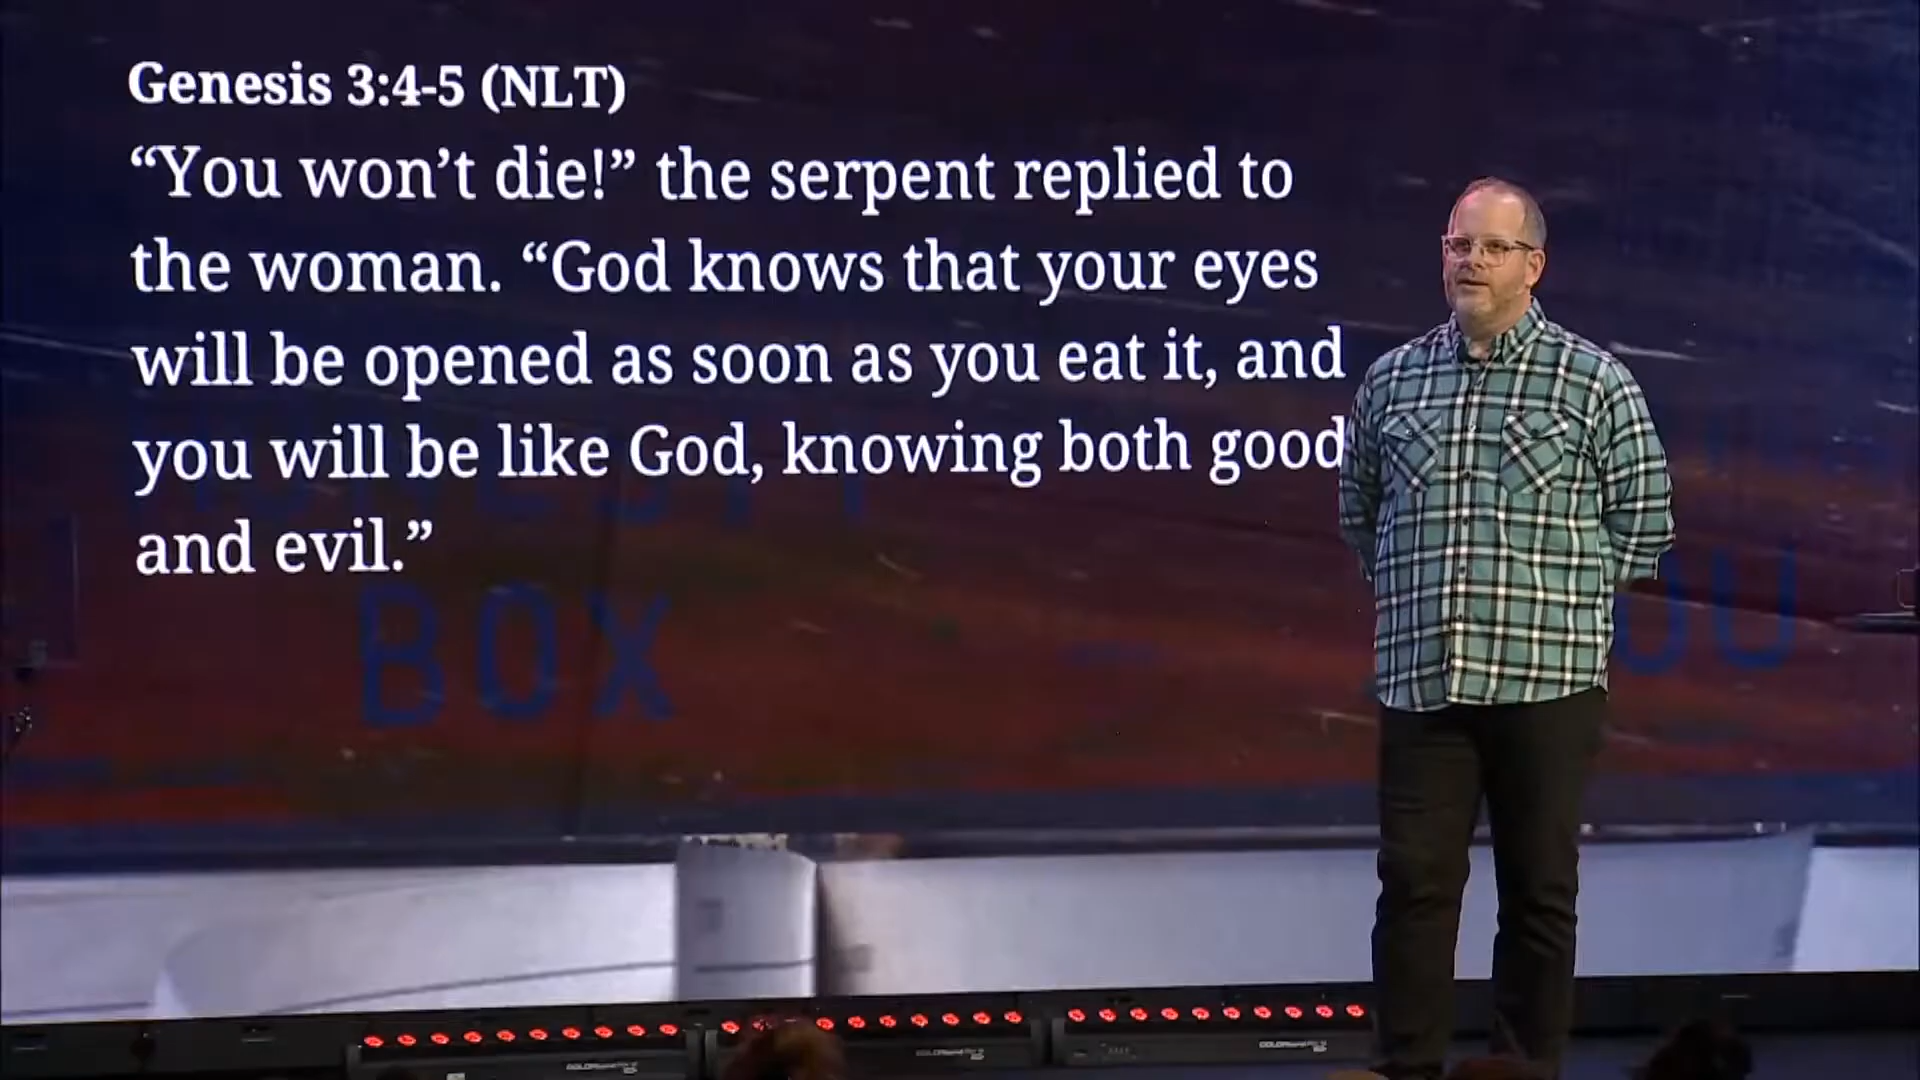 Genesis 3:4-5 (NLT)
“You won’t die!” the serpent replied to
the woman. “God knows that your eyes
will be opened as soon as you eat it, and
you will be like God, knowing both good
and evil.”
HONESTY
BOX
OU